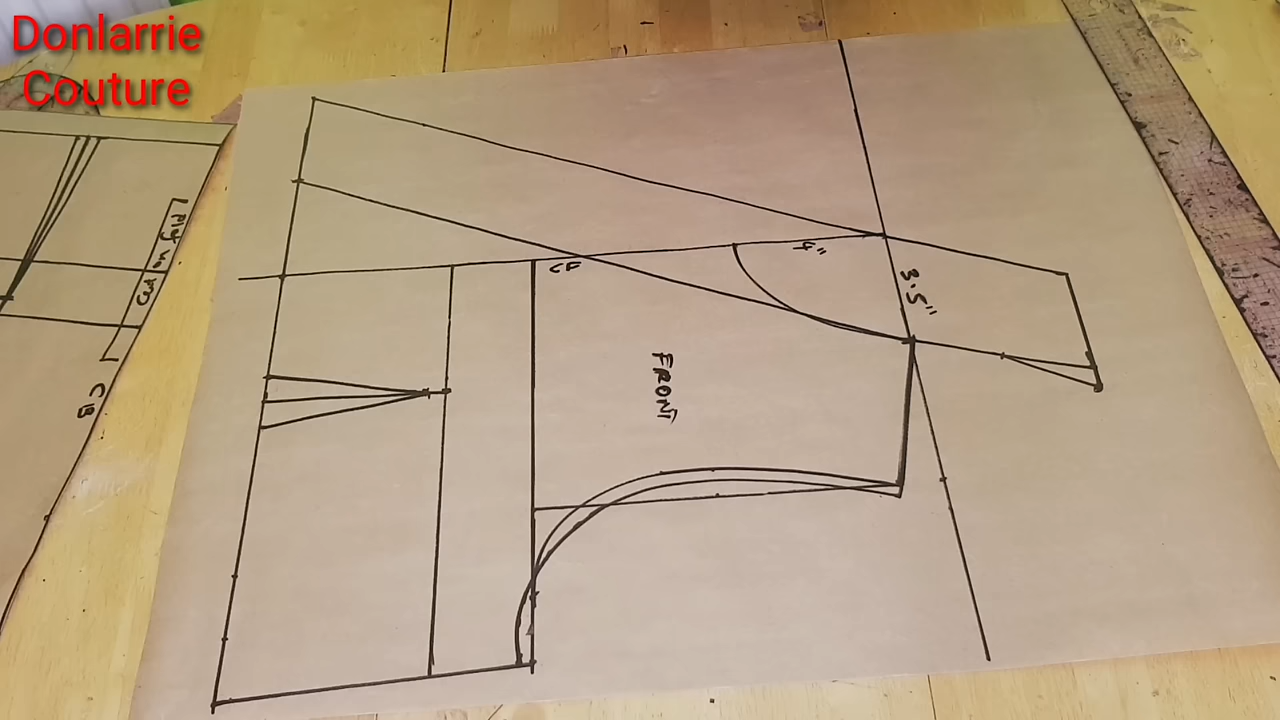 Donlarrie
Couture
CF
4"
3.5"
FRONT
Cut on fold
CB